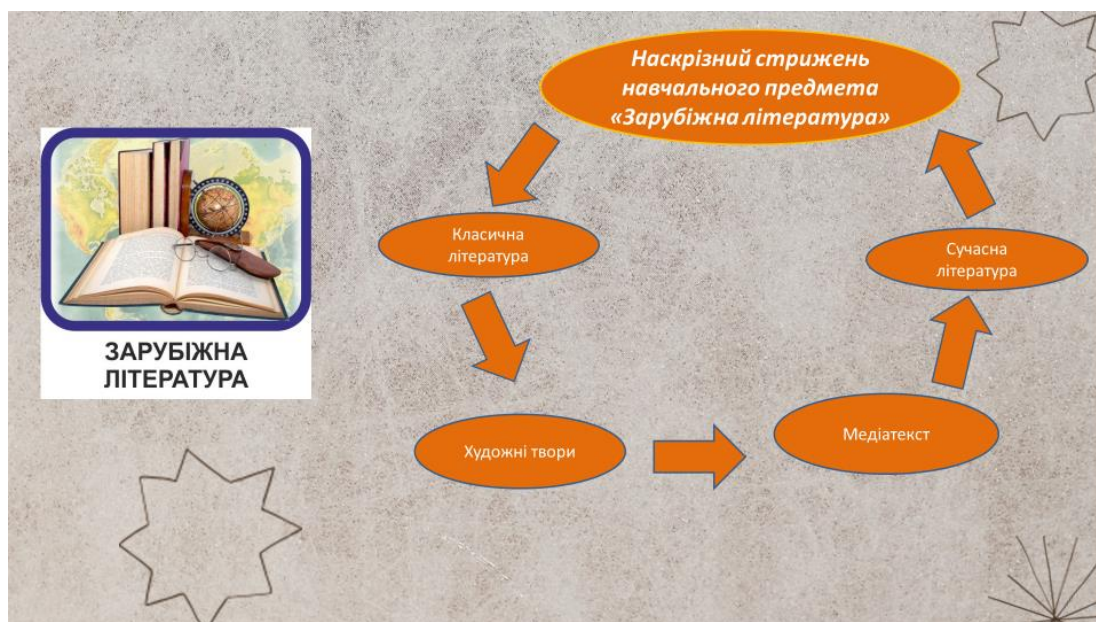 Наскрізний стрижень
навчального предмета
«Зарубіжна література»
Класична
література
Сучасна
література
ЗАРУБІЖНА
ЛІТЕРАТУРА
Художні твори
Медіатекст